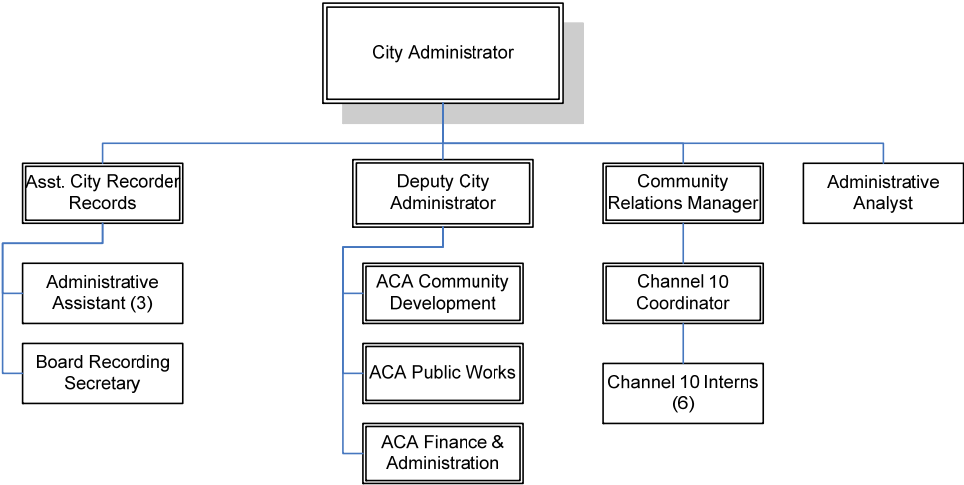 City Administrator
Asst. City Recorder
Records
Deputy City
Administrator
Community
Relations Manager
Administrative
Analyst
Administrative
Assistant (3)
Board Recording
Secretary
ACA Community
Development
ACA Public Works
ACA Finance &
Administration
Channel 10
Coordinator
Channel 10 Interns
(6)